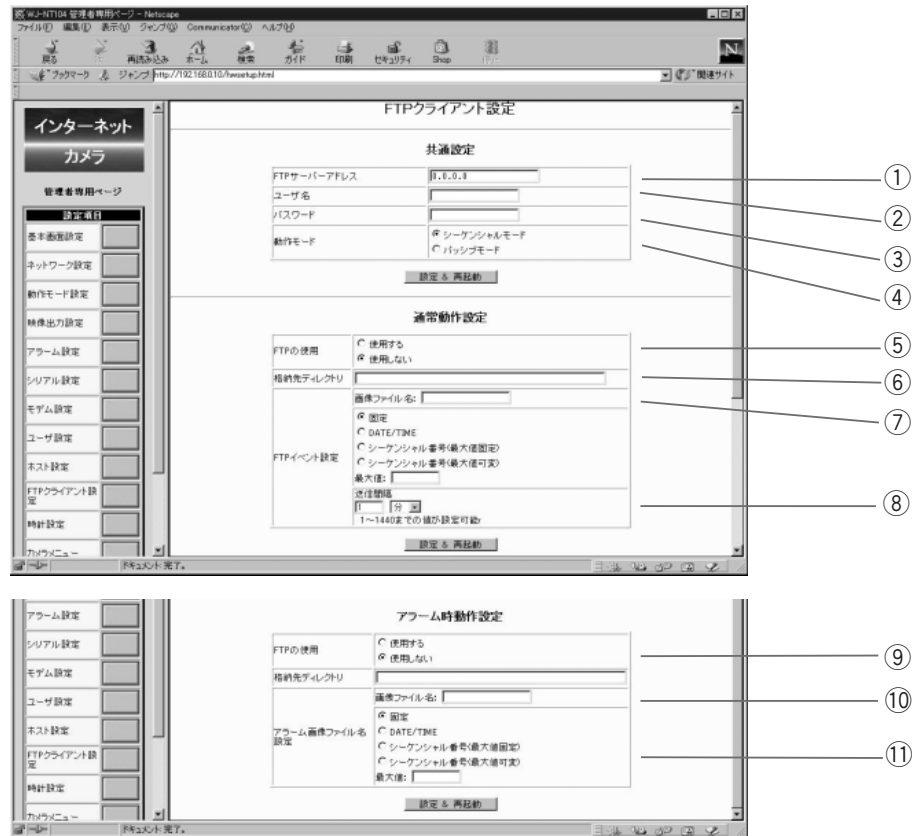 WJ-NT104 管理者専用ページ - Netscape
ファイル(F) 編集(E) 表示(V) ジャンプ(G) Communicator(C) ヘルプ(H)
戻る 再読み込み ホーム 検索 ガイド 印刷 セキュリティ Shop
ブックマーク ジャンプ: http://192.168.0.10/hwsetup.html 関連サイト
インターネット
カメラ
管理者専用ページ
設定項目
基本画面設定
ネットワーク設定
動作モード設定
映像出力設定
アラーム設定
シリアル設定
モデム設定
ユーザ設定
ホスト設定
FTPクライアント設定
時計設定
カメラメニュー
FTPクライアント設定
共通設定
FTPサーバーアドレス 0.0.0.0 ①
ユーザ名 ②
パスワード ③
動作モード シーケンシャルモード
パッシブモード ④
設定 & 再起動
通常動作設定
FTPの使用 使用する
使用しない ⑤
格納先ディレクトリ ⑥
画像ファイル名: ⑦
FTPイベント設定
固定
DATE/TIME
シーケンシャル番号(最大値固定)
シーケンシャル番号(最大値可変)
最大値:
送信間隔
1 分 ⑧
1～1440までの値が設定可能
設定 & 再起動
ドキュメント: 完了。
アラーム設定
シリアル設定
モデム設定
ユーザ設定
ホスト設定
FTPクライアント設定
時計設定
カメラメニュー
アラーム時動作設定
FTPの使用 使用する
使用しない ⑨
格納先ディレクトリ
画像ファイル名: ⑩
アラーム画像ファイル名設定
固定
DATE/TIME
シーケンシャル番号(最大値固定)
シーケンシャル番号(最大値可変) ⑪
最大値:
設定 & 再起動
ドキュメント: 完了。